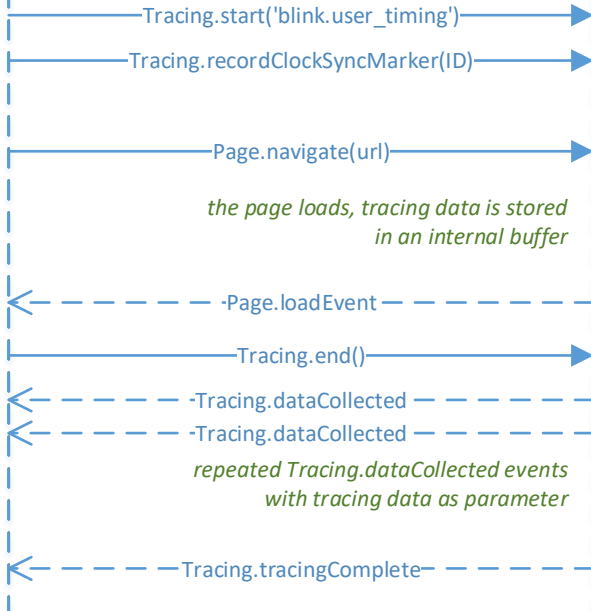 Tracing.start('blink.user_timing')
Tracing.recordClockSyncMarker(ID)
Page.navigate(url)
the page loads, tracing data is stored
in an internal buffer
Page.loadEvent
Tracing.end()
Tracing.dataCollected
Tracing.dataCollected
repeated Tracing.dataCollected events
with tracing data as parameter
Tracing.tracingComplete